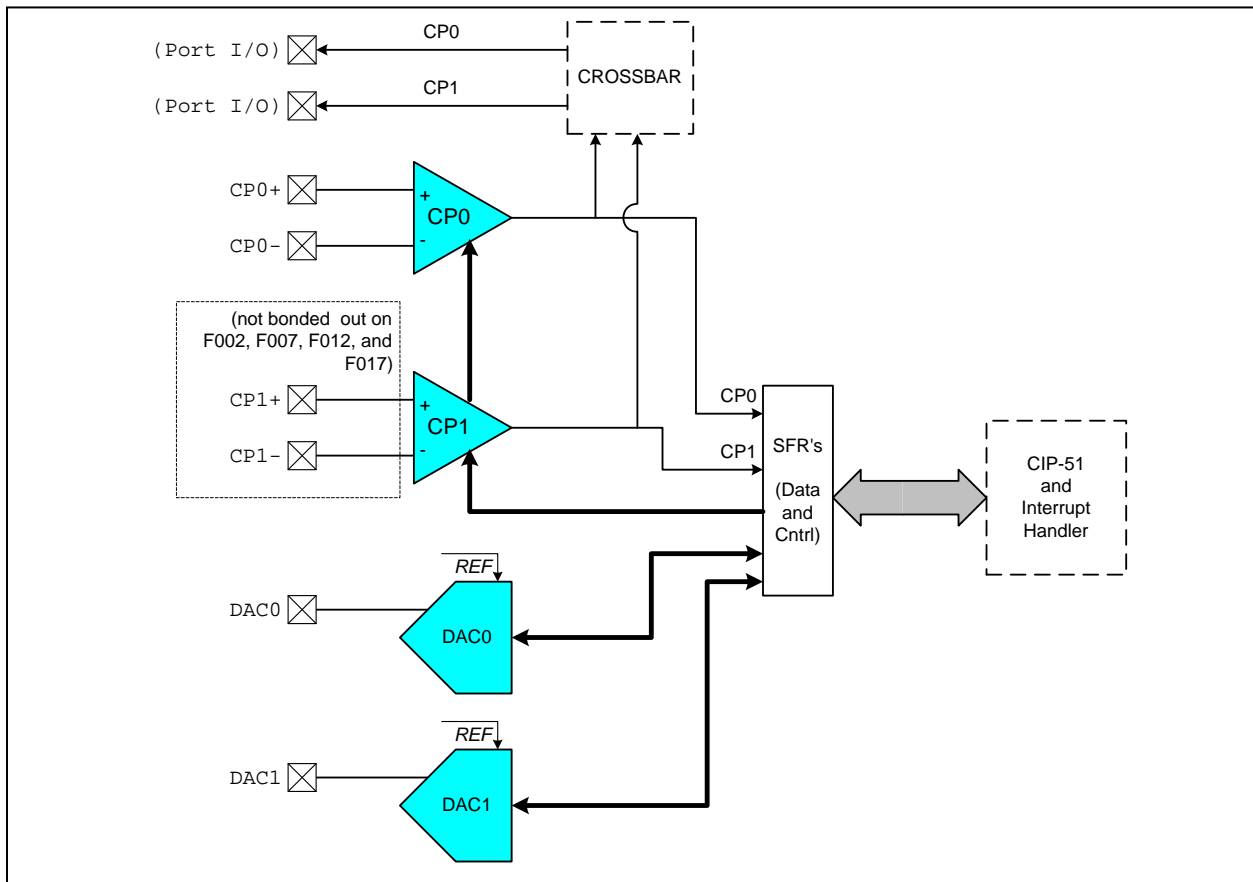 (Port I/O)
CP0
CROSSBAR
(Port I/O)
CP1
CP0+
+
CP0
CP0-
-
(not bonded out on
F002, F007, F012, and
F017)
CP1+
+
CP1
CP1-
-
CP0
CP1
SFR's
(Data
and
Cntrl)
CIP-51
and
Interrupt
Handler
REF
DAC0
DAC0
REF
DAC1
DAC1